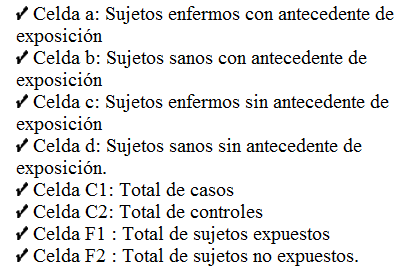 ✔ Celda a: Sujetos enfermos con antecedente de
exposición
✔ Celda b: Sujetos sanos con antecedente de
exposición
✔ Celda c: Sujetos enfermos sin antecedente de
exposición
✔ Celda d: Sujetos sanos sin antecedente de
exposición.
✔ Celda C1: Total de casos
✔ Celda C2: Total de controles
✔ Celda F1 : Total de sujetos expuestos
✔ Celda F2 : Total de sujetos no expuestos.